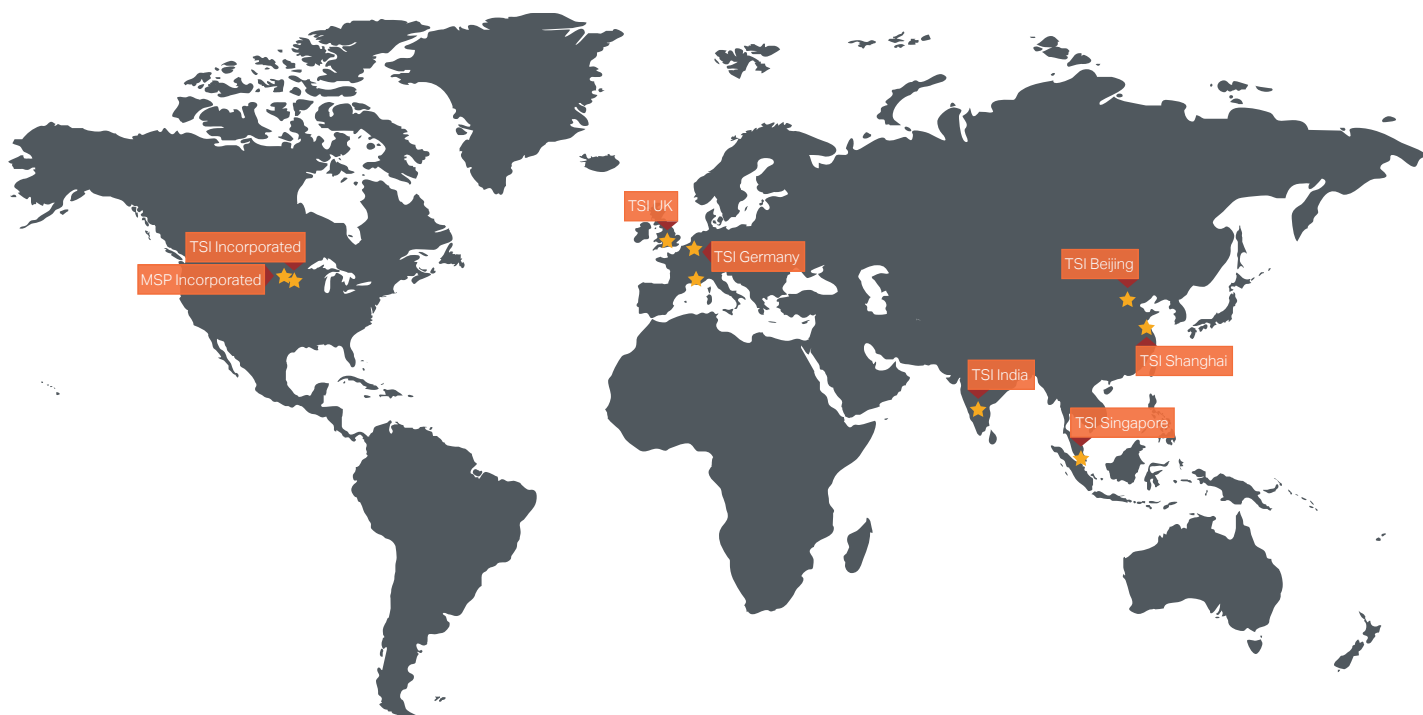 TSI UK
TSI Incorporated
TSI Germany
TSI Beijing
MSP Incorporated
TSI Shanghai
TSI India
TSI Singapore